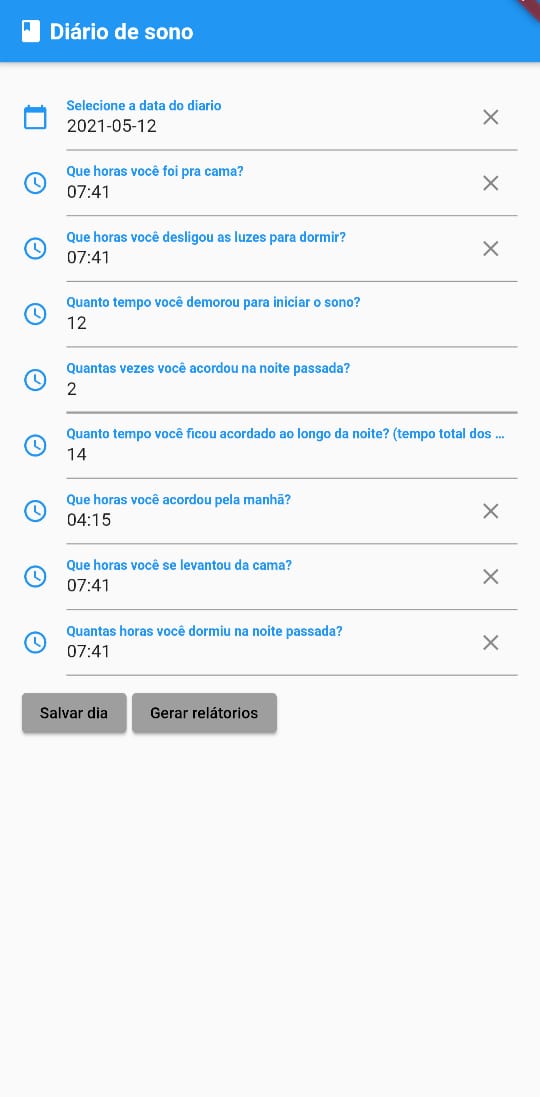 Diário de sono
Selecione a data do diario
2021-05-12
Que horas você foi pra cama?
07:41
Que horas você desligou as luzes para dormir?
07:41
Quanto tempo você demorou para iniciar o sono?
12
Quantas vezes você acordou na noite passada?
2
Quanto tempo você ficou acordado ao longo da noite? (tempo total dos ...
14
Que horas você acordou pela manhã?
04:15
Que horas você se levantou da cama?
07:41
Quantas horas você dormiu na noite passada?
07:41
Salvar dia
Gerar relátorios